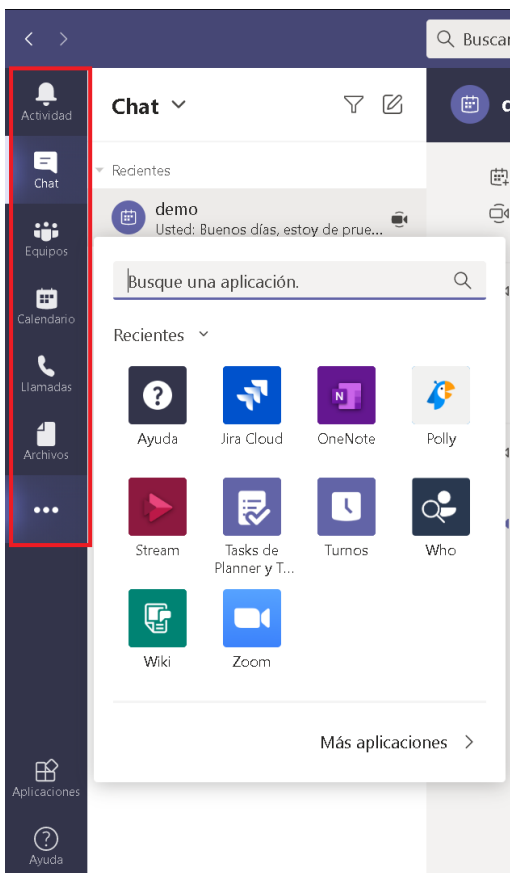 Buscar
Actividad
Chat
Chat
Recientes
Equipos
demo
Usted: Buenos días, estoy de prue...
Calendario
Llamadas
Archivos
Busque una aplicación.
Recientes
Ayuda
Jira Cloud
OneNote
Polly
Stream
Tasks de
Planner y T...
Turnos
Who
Wiki
Zoom
Más aplicaciones
Aplicaciones
Ayuda